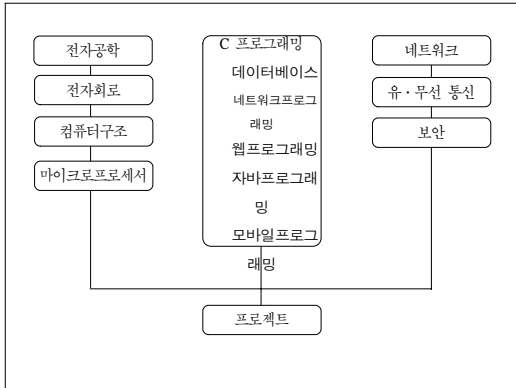 전자공학
전자회로
컴퓨터구조
마이크로프로세서
C 프로그래밍
데이터베이스
네트워크프로그
래밍
웹프로그래밍
자바프로그래
밍
모바일프로그
래밍
네트워크
유·무선 통신
보안
프로젝트